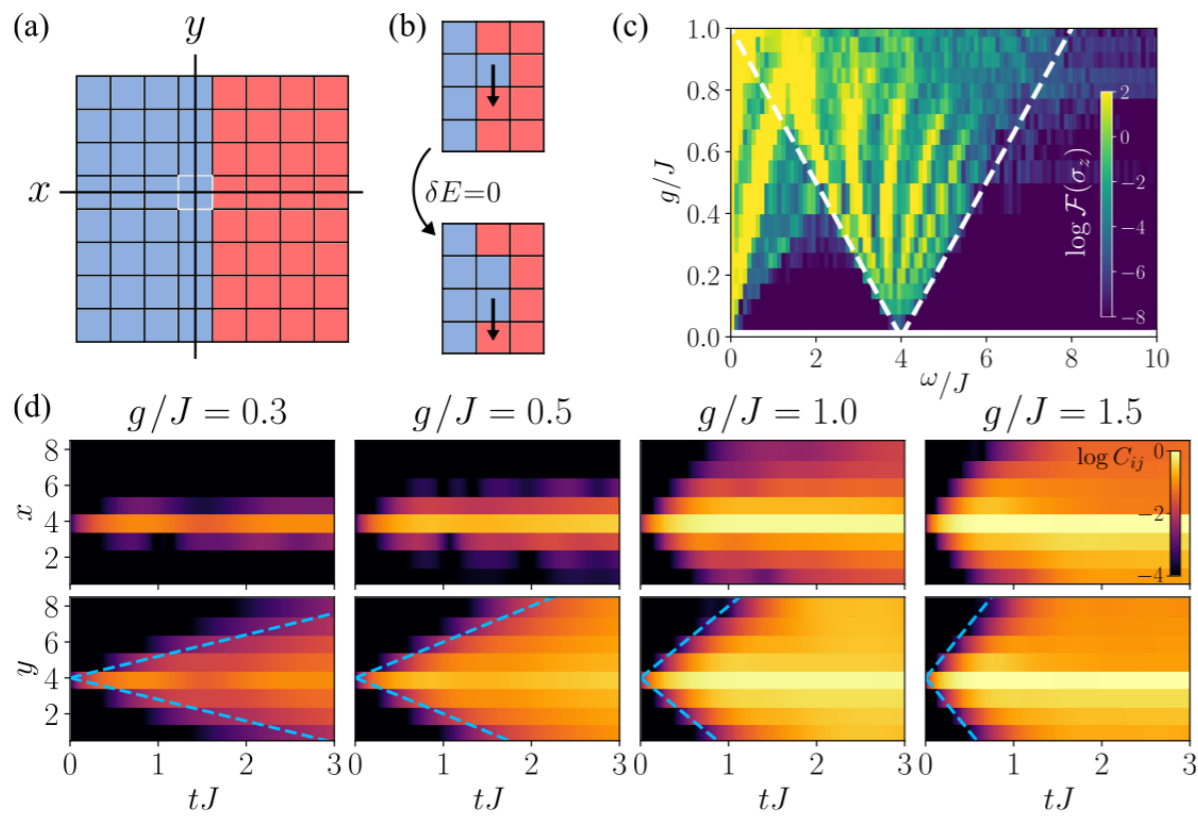 (a)
y
x
(b)
δE=0
(c)
1.0
0.8
0.6
0.4
0.2
0.0
g/J
0
2
4
6
8
10
ω/J
2
0
−2
−4
−6
−8
log F(σ_z)
(d)
g/J = 0.3
g/J = 0.5
g/J = 1.0
g/J = 1.5
8
6
4
2
x
log C_ij
0
−2
−4
8
6
4
2
y
0 1 2 3
0 1 2 3
0 1 2 3
0 1 2 3
tJ
tJ
tJ
tJ